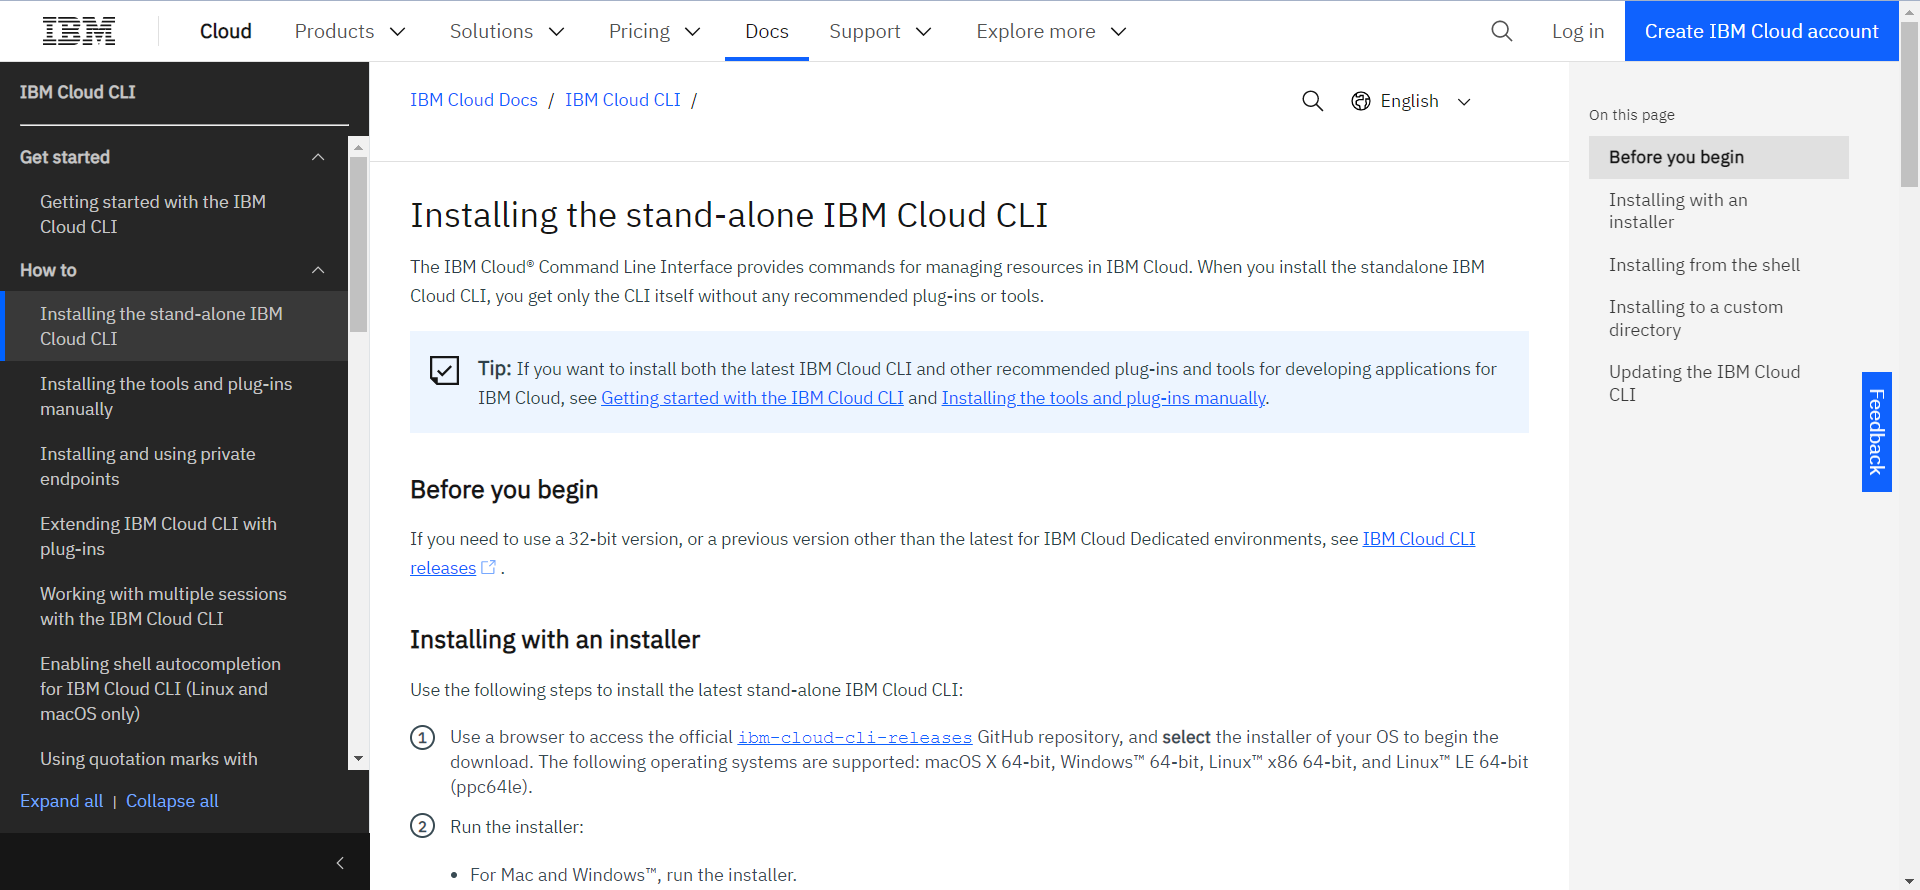 IBM
Cloud
Products
Solutions
Pricing
Docs
Support
Explore more
Log in
Create IBM Cloud account
IBM Cloud CLI
Get started
Getting started with the IBM
Cloud CLI
How to
Installing the stand-alone IBM
Cloud CLI
Installing the tools and plug-ins
manually
Installing and using private
endpoints
Extending IBM Cloud CLI with
plug-ins
Working with multiple sessions
with the IBM Cloud CLI
Enabling shell autocompletion
for IBM Cloud CLI (Linux and
macOS only)
Using quotation marks with
Expand all | Collapse all
IBM Cloud Docs / IBM Cloud CLI /
English
Installing the stand-alone IBM Cloud CLI
The IBM Cloud® Command Line Interface provides commands for managing resources in IBM Cloud. When you install the standalone IBM
Cloud CLI, you get only the CLI itself without any recommended plug-ins or tools.
Tip: If you want to install both the latest IBM Cloud CLI and other recommended plug-ins and tools for developing applications for
IBM Cloud, see Getting started with the IBM Cloud CLI and Installing the tools and plug-ins manually.
Before you begin
If you need to use a 32-bit version, or a previous version other than the latest for IBM Cloud Dedicated environments, see IBM Cloud CLI
releases .
Installing with an installer
Use the following steps to install the latest stand-alone IBM Cloud CLI:
1 Use a browser to access the official ibm-cloud-cli-releases GitHub repository, and select the installer of your OS to begin the
download. The following operating systems are supported: macOS X 64-bit, Windows™ 64-bit, Linux™ x86 64-bit, and Linux™ LE 64-bit
(ppc64le).
2 Run the installer:
• For Mac and Windows™, run the installer.
On this page
Before you begin
Installing with an
installer
Installing from the shell
Installing to a custom
directory
Updating the IBM Cloud
CLI
Feedback